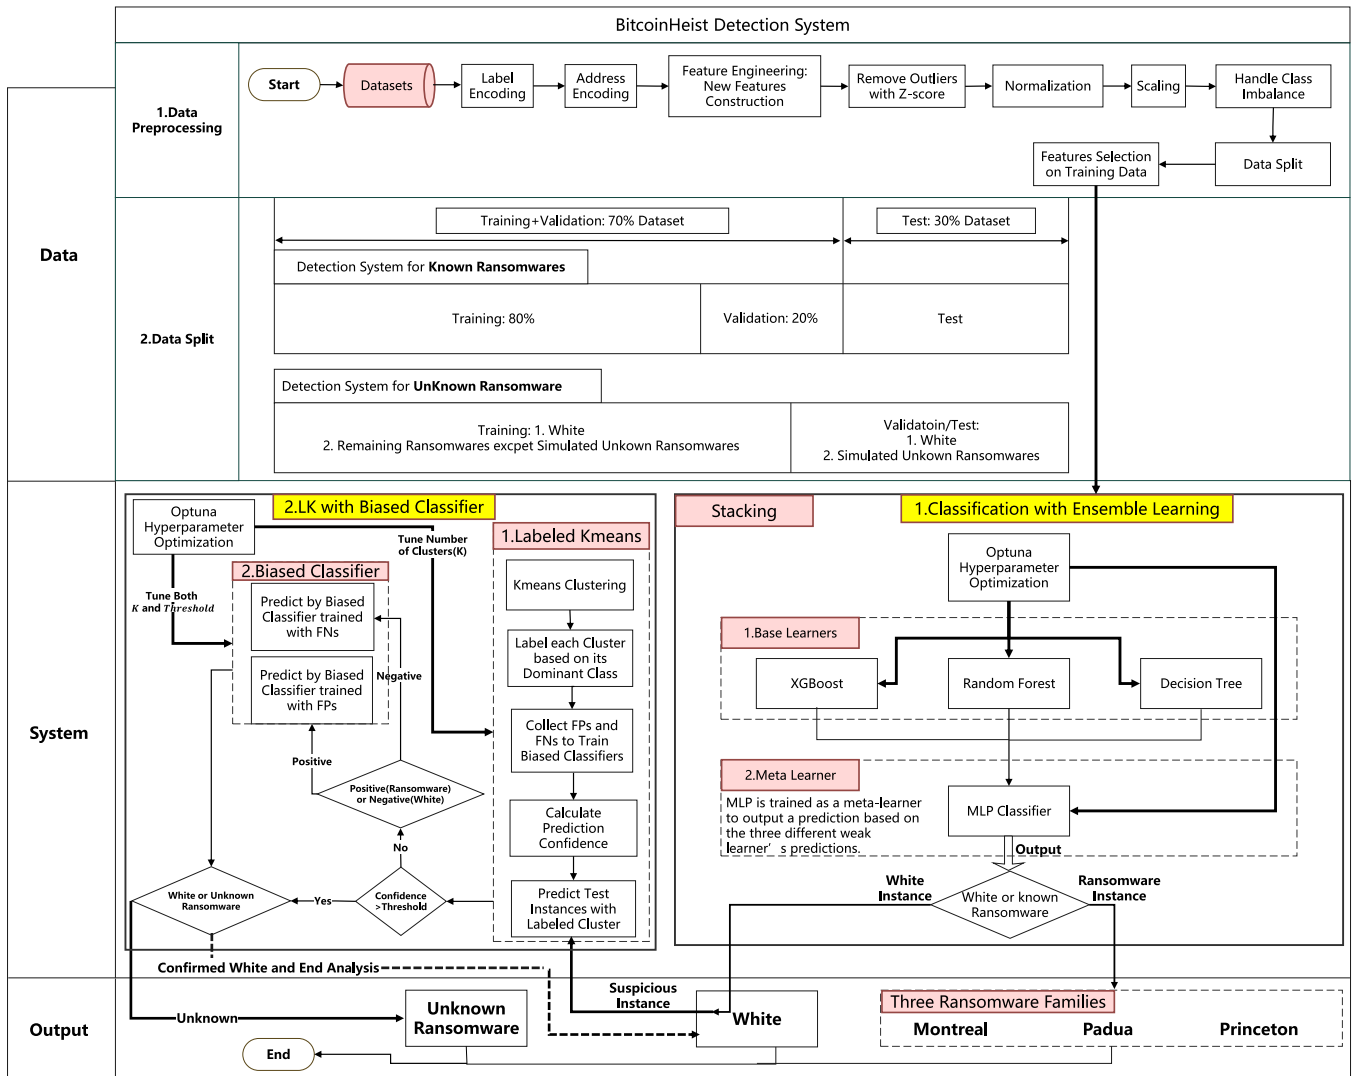 BitcoinHeist Detection System
Data
1.Data
Preprocessing
Start
Datasets
Label
Encoding
Address
Encoding
Feature Engineering:
New Features
Construction
Remove Outliers
with Z-score
Normalization
Scaling
Handle Class
Imbalance
Features Selection
on Training Data
Data Split
2.Data Split
Training+Validation: 70% Dataset
Test: 30% Dataset
Detection System for Known Ransomwares
Training: 80%
Validation: 20%
Test
Detection System for UnKnown Ransomware
Training: 1. White
2. Remaining Ransomwares excpet Simulated Unkown Ransomwares
Validatoin/Test:
1. White
2. Simulated Unkown Ransomwares
System
2.LK with Biased Classifier
Optuna
Hyperparameter
Optimization
Tune Number
of Clusters(K)
Tune Both
K and Threshold
2.Biased Classifier
Predict by Biased
Classifier trained
with FNs
Predict by Biased
Classifier trained
with FPs
Negative
Positive
Positive(Ransomware)
or Negative(White)
No
Confidence
>Threshold
Yes
White or Unknown
Ransomware
1.Labeled Kmeans
Kmeans Clustering
Label each Cluster
based on its
Dominant Class
Collect FPs and
FNs to Train
Biased Classifiers
Calculate
Prediction
Confidence
Predict Test
Instances with
Labeled Cluster
Confirmed White and End Analysis
Stacking
1.Classification with Ensemble Learning
Optuna
Hyperparameter
Optimization
1.Base Learners
XGBoost
Random Forest
Decision Tree
2.Meta Learner
MLP is trained as a meta-learner
to output a prediction based on
the three different weak
learner's predictions.
MLP Classifier
Output
White
Instance
White or known
Ransomware
Ransomware
Instance
Output
Unknown
Unknown
Ransomware
Suspicious
Instance
White
Three Ransomware Families
Montreal
Padua
Princeton
End